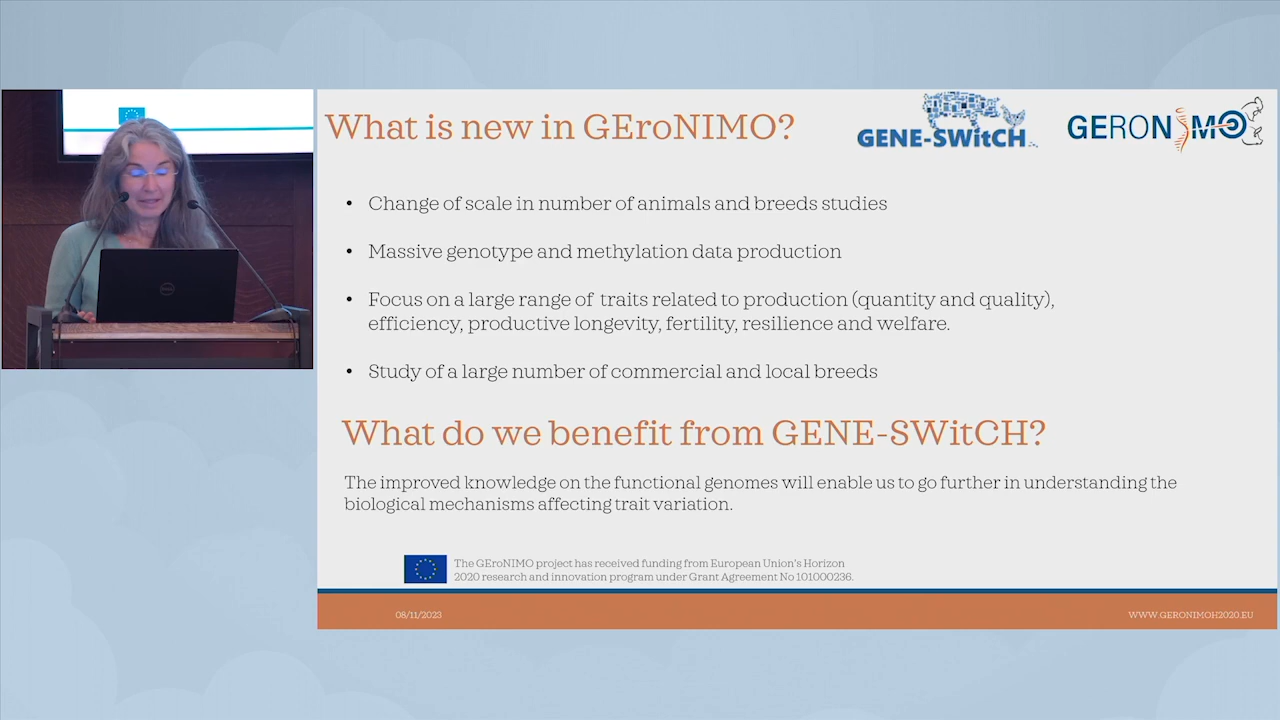 What is new in GEroNIMO?
GENE-SWitCH
GERONIMO
• Change of scale in number of animals and breeds studies
• Massive genotype and methylation data production
• Focus on a large range of traits related to production (quantity and quality),
efficiency, productive longevity, fertility, resilience and welfare.
• Study of a large number of commercial and local breeds
What do we benefit from GENE-SWitCH?
The improved knowledge on the functional genomes will enable us to go further in understanding the
biological mechanisms affecting trait variation.
The GEroNIMO project has received funding from European Union's Horizon
2020 research and innovation program under Grant Agreement No 101000236.
08/11/2023
WWW.GERONIMOH2020.EU
DELL